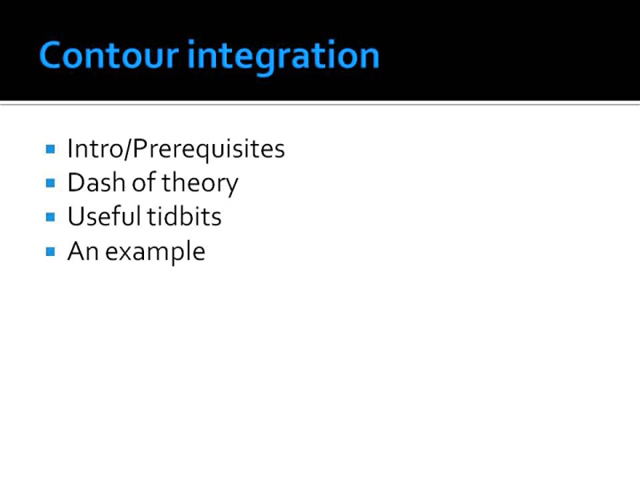 Contour integration
Intro/Prerequisites
Dash of theory
Useful tidbits
An example